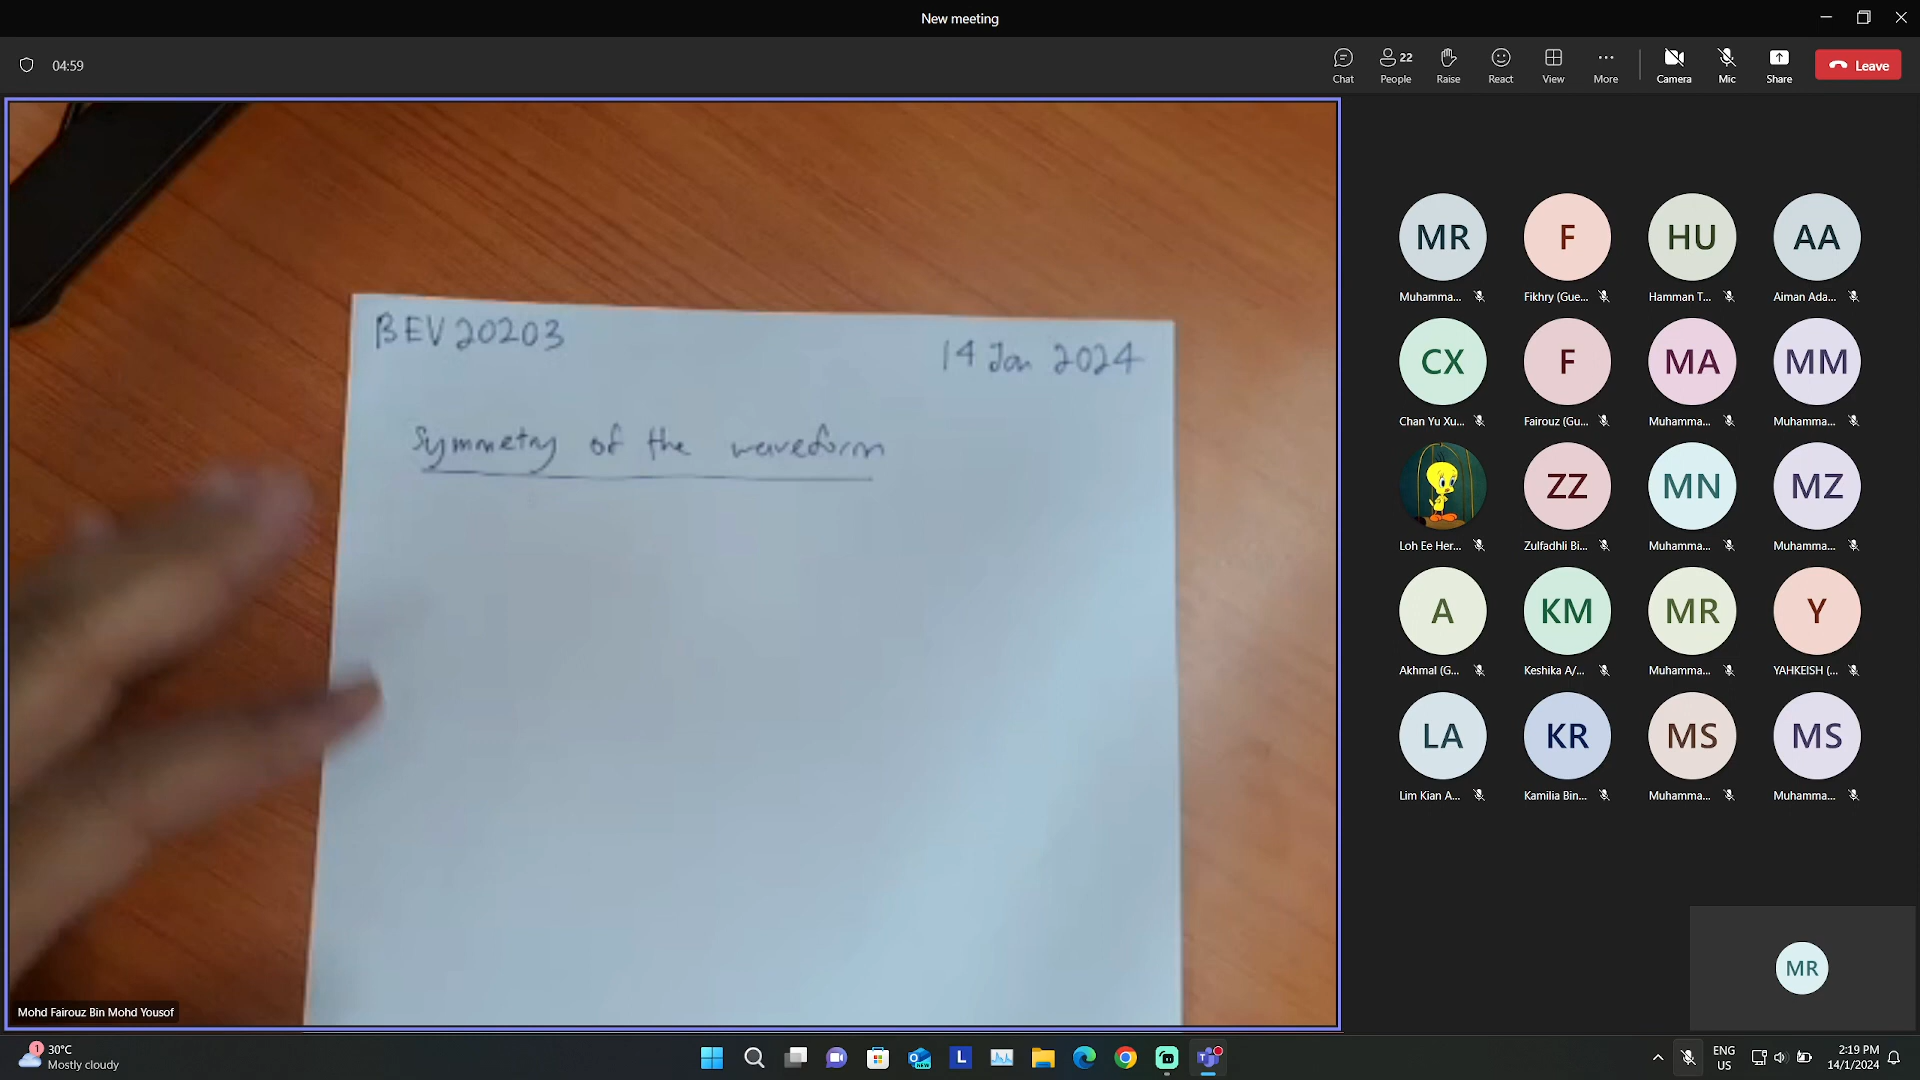 New meeting
04:59
Chat
22
People
Raise
React
View
More
Camera
Mic
Share
Leave
BEV 20203
14 Jan 2024
Symmetry of the waveform
Mohd Fairouz Bin Mohd Yousof
MR
F
HU
AA
Muhamma...
Fikhry (Gue...
Hamman T...
Aiman Ada...
CX
F
MA
MM
Chan Yu Xu...
Fairouz (Gu...
Muhamma...
Muhamma...
ZZ
MN
MZ
Loh Ee Her...
Zulfadhli Bi...
Muhamma...
Muhamma...
A
KM
MR
Y
Akhmal (G...
Keshika A/...
Muhamma...
YAHKEISH (...
LA
KR
MS
MS
Lim Kian A...
Kamilia Bin...
Muhamma...
Muhamma...
MR
1
30°C
Mostly cloudy
NEW
L
ENG
US
2:19 PM
14/1/2024